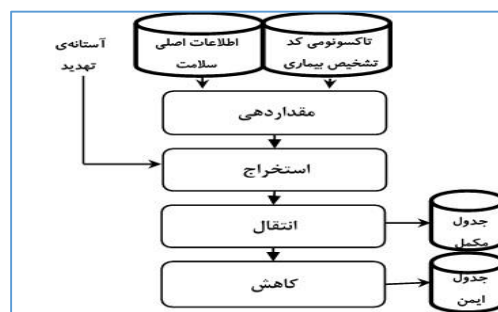 تاکسونومی کد
تشخیص بیماری
اطلاعات اصلی
سلامت
آستانه‌ی
تهدید
مقداردهی
استخراج
انتقال
جدول
مکمل
کاهش
جدول
ایمن